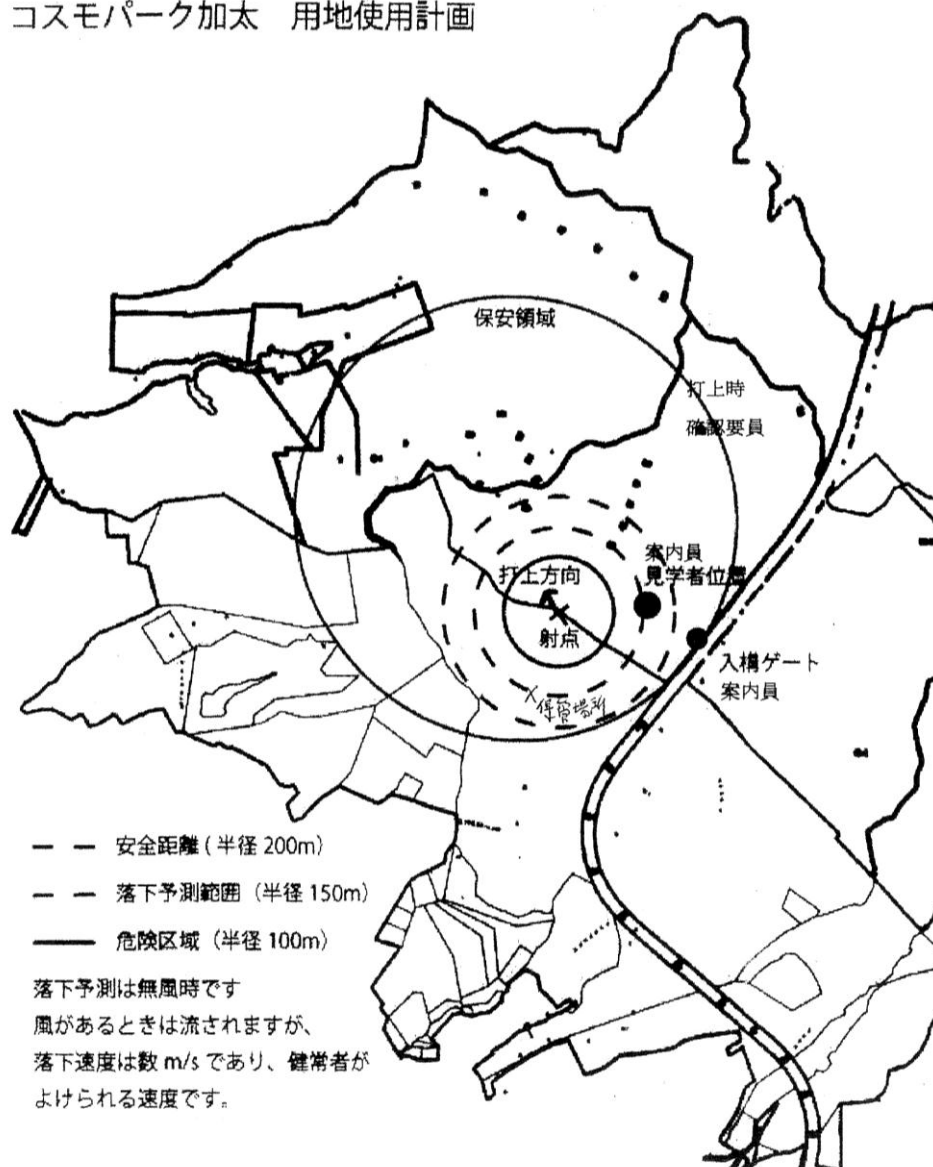 コスモパーク加太 用地使用計画
保安領域
打上時
確認要員
案内員
見学者位置
打上方向
射点
入構ゲート
案内員
保管場所
安全距離(半径 200m)
落下予測範囲(半径 150m)
危険区域(半径 100m)
落下予測は無風時です
風があるときは流されますが、
落下速度は数 m/s であり、健常者が
よけられる速度です。